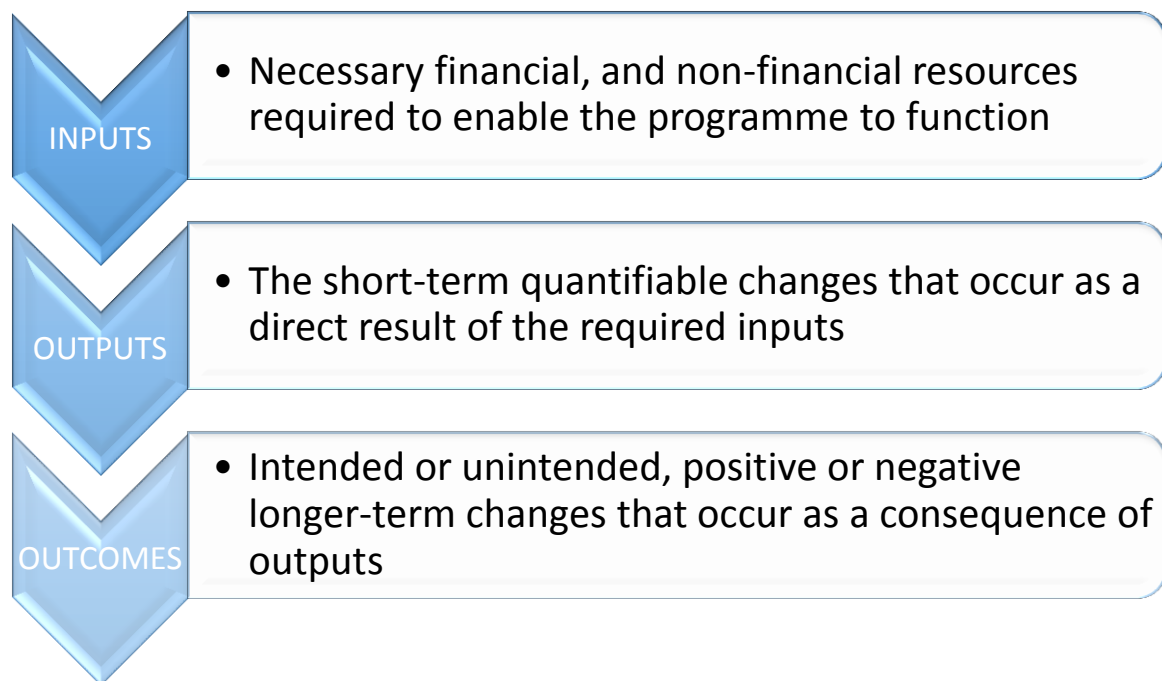 INPUTS
• Necessary financial, and non-financial resources
required to enable the programme to function
OUTPUTS
• The short-term quantifiable changes that occur as a
direct result of the required inputs
OUTCOMES
• Intended or unintended, positive or negative
longer-term changes that occur as a consequence of
outputs